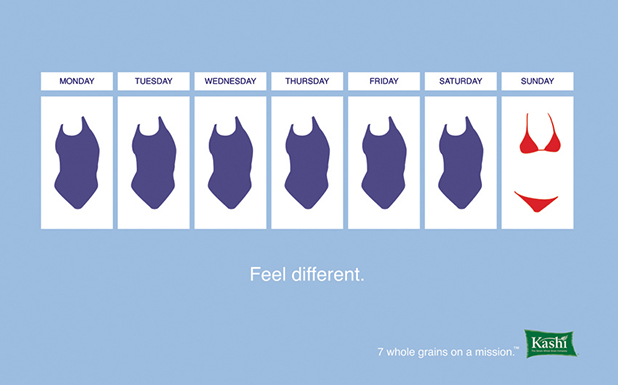 MONDAY TUESDAY WEDNESDAY THURSDAY FRIDAY SATURDAY SUNDAY
Feel different.
7 whole grains on a mission.™
Kashi